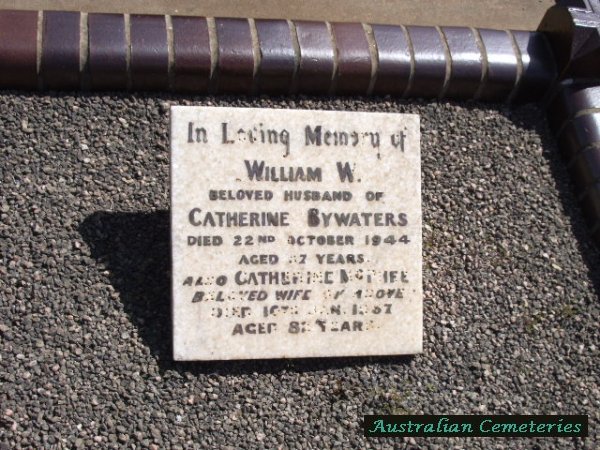 In Loving Memory of
William W.
Beloved Husband of
Catherine Bywaters
Died 22nd October 1944
Aged 7 Years
Also Catherine
Beloved Wife of Above
Died
Aged Years
Australian Cemeteries